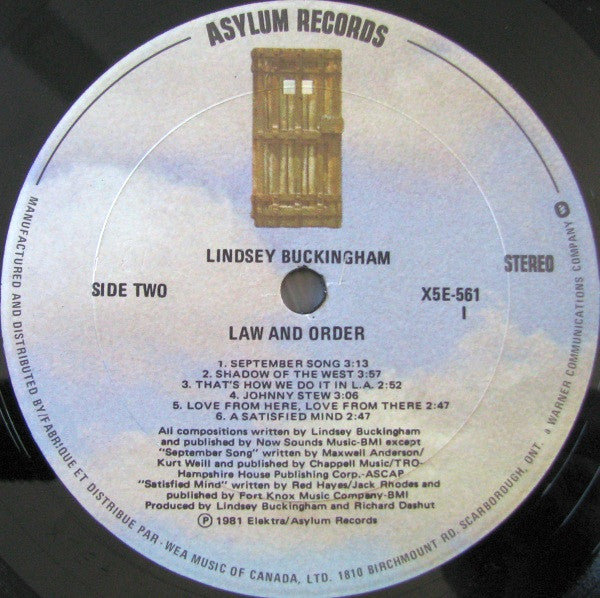 ASYLUM RECORDS
LINDSEY BUCKINGHAM
STEREO
SIDE TWO
X5E-561
I
LAW AND ORDER
1. SEPTEMBER SONG 3:13
2. SHADOW OF THE WEST 3:57
3. THAT'S HOW WE DO IT IN L.A. 2:52
4. JOHNNY STEW 3:06
5. LOVE FROM HERE, LOVE FROM THERE 2:47
6. A SATISFIED MIND 2:47
All compositions written by Lindsey Buckingham
and published by Now Sounds Music-BMI except
"September Song" written by Maxwell Anderson/
Kurt Weill and published by Chappell Music/TRO-
Hampshire House Publishing Corp.-ASCAP
"Satisfied Mind" written by Red Hayes/Jack Rhodes and
published by Fort Knox Music Company-BMI
Produced by Lindsey Buckingham and Richard Dashut
℗ 1981 Elektra/Asylum Records
MANUFACTURED AND DISTRIBUTED BY/FABRIQUE ET DISTRIBUE PAR - WEA MUSIC OF CANADA, LTD. 1810 BIRCHMOUNT RD. SCARBOROUGH, ONT. a WARNER COMMUNICATIONS COMPANY